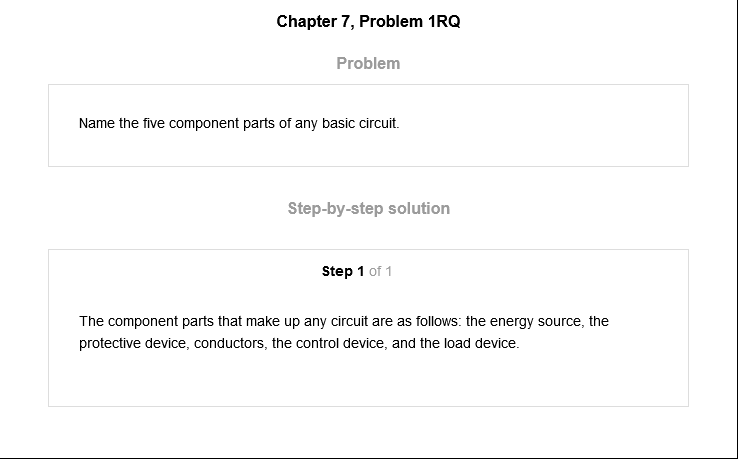 Chapter 7, Problem 1RQ
Problem
Name the five component parts of any basic circuit.
Step-by-step solution
Step 1 of 1
The component parts that make up any circuit are as follows: the energy source, the
protective device, conductors, the control device, and the load device.